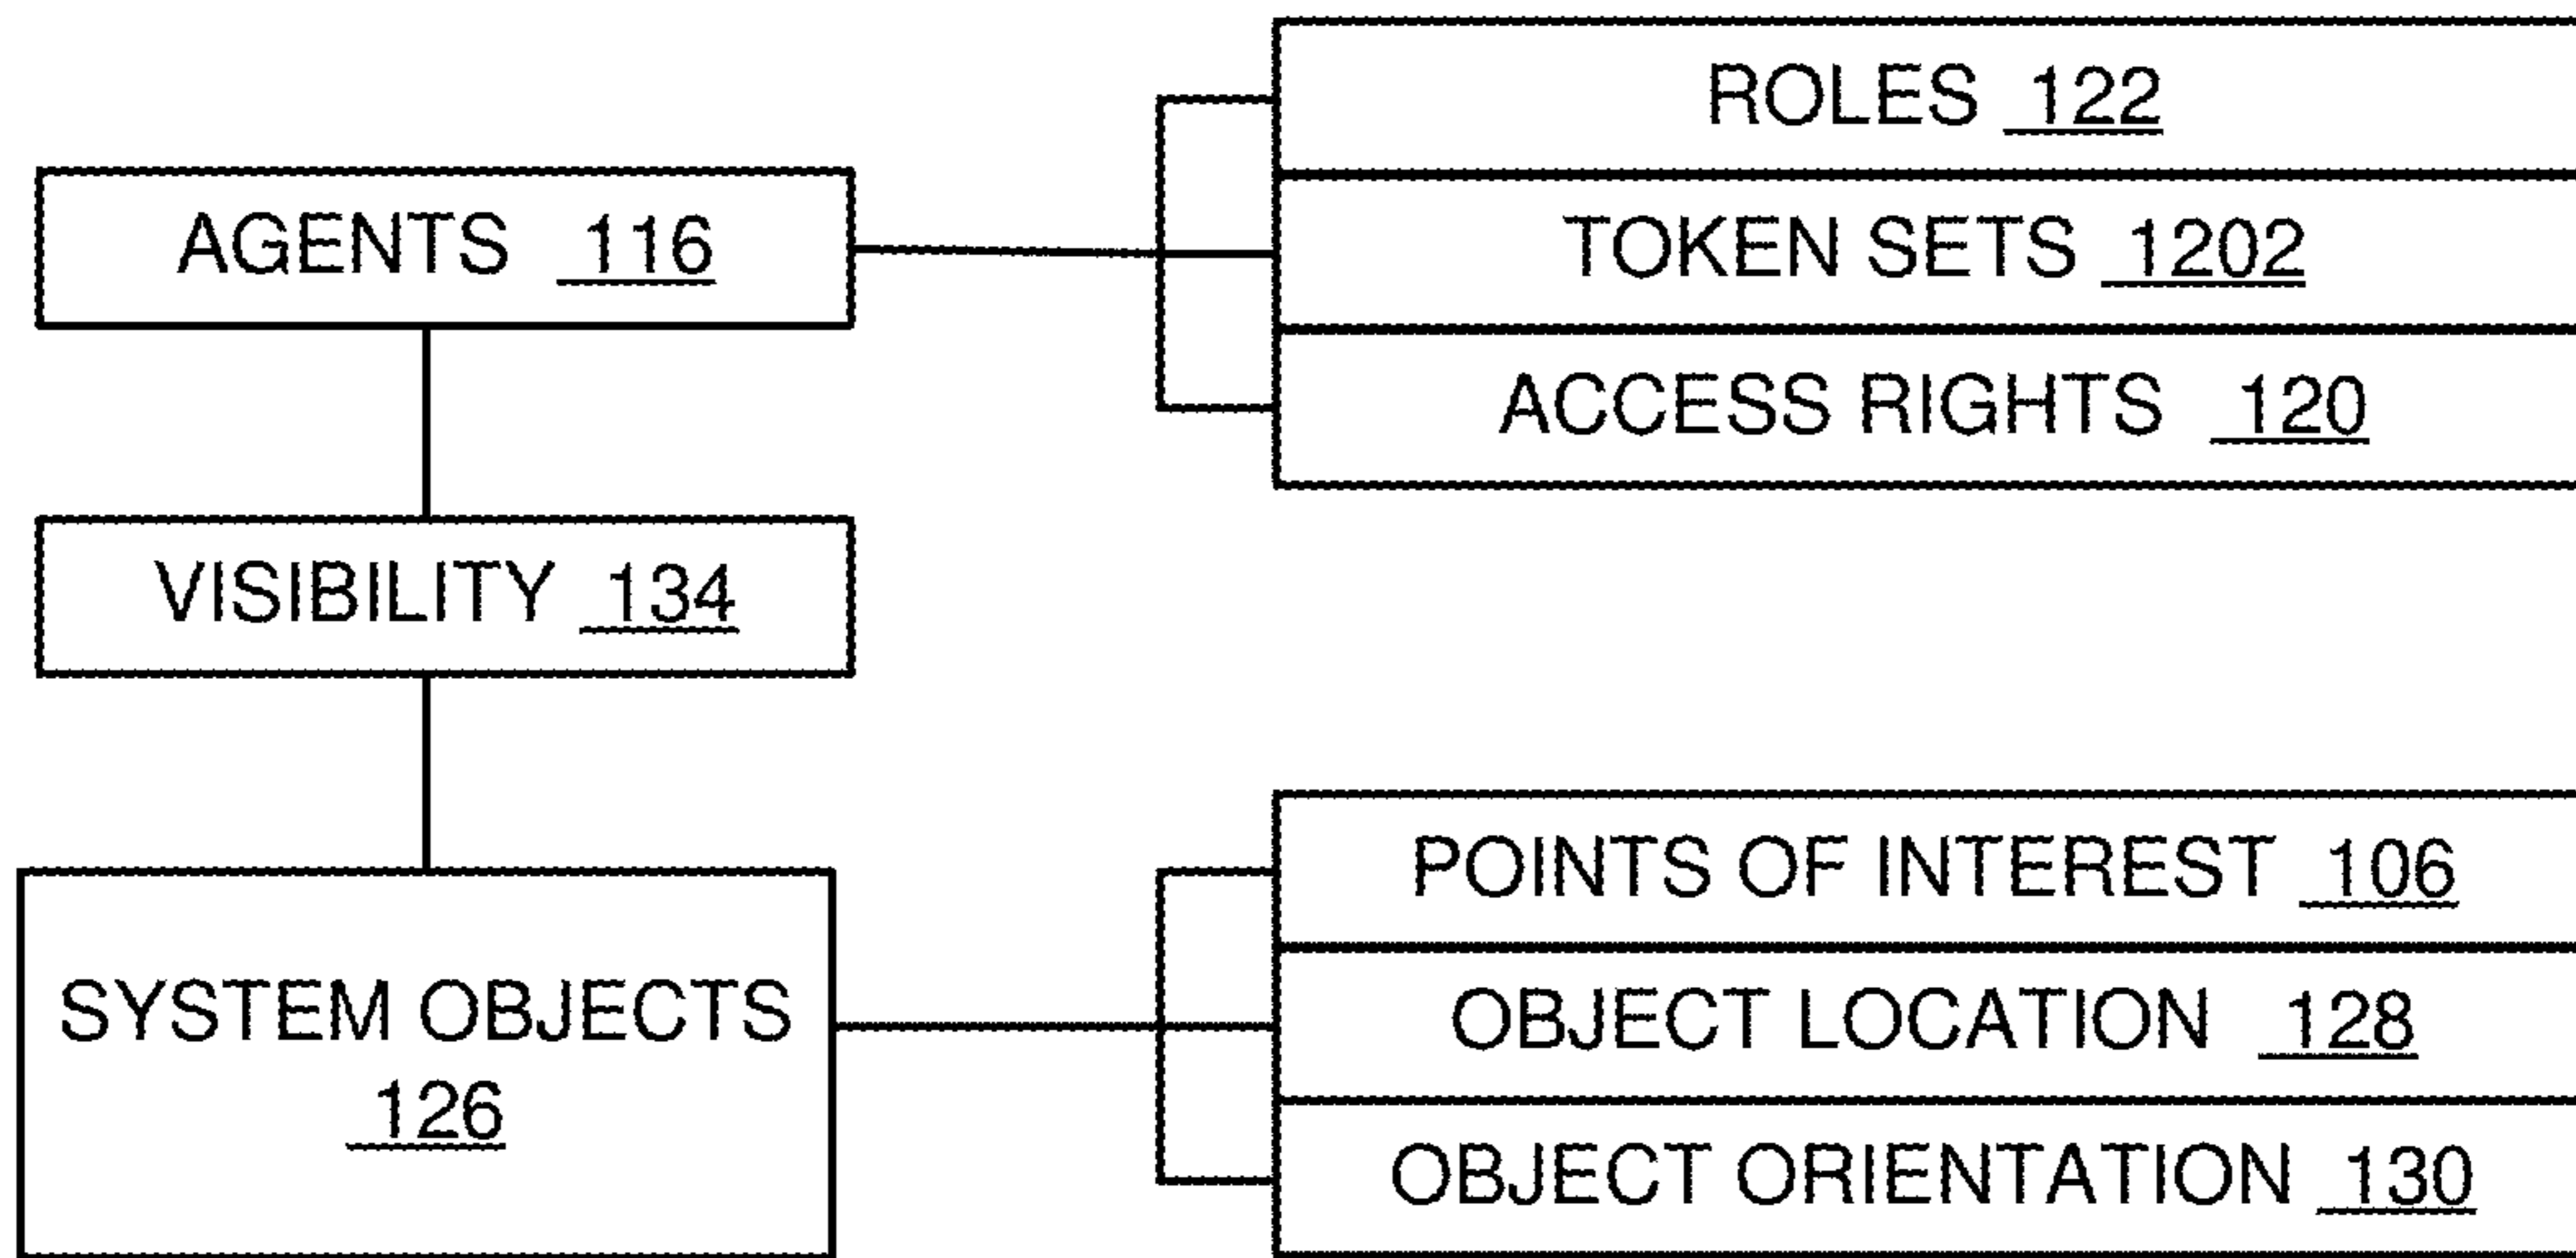 ROLES 122
AGENTS 116
TOKEN SETS 1202
ACCESS RIGHTS 120
VISIBILITY 134
POINTS OF INTEREST 106
SYSTEM OBJECTS
126
OBJECT LOCATION 128
OBJECT ORIENTATION 130